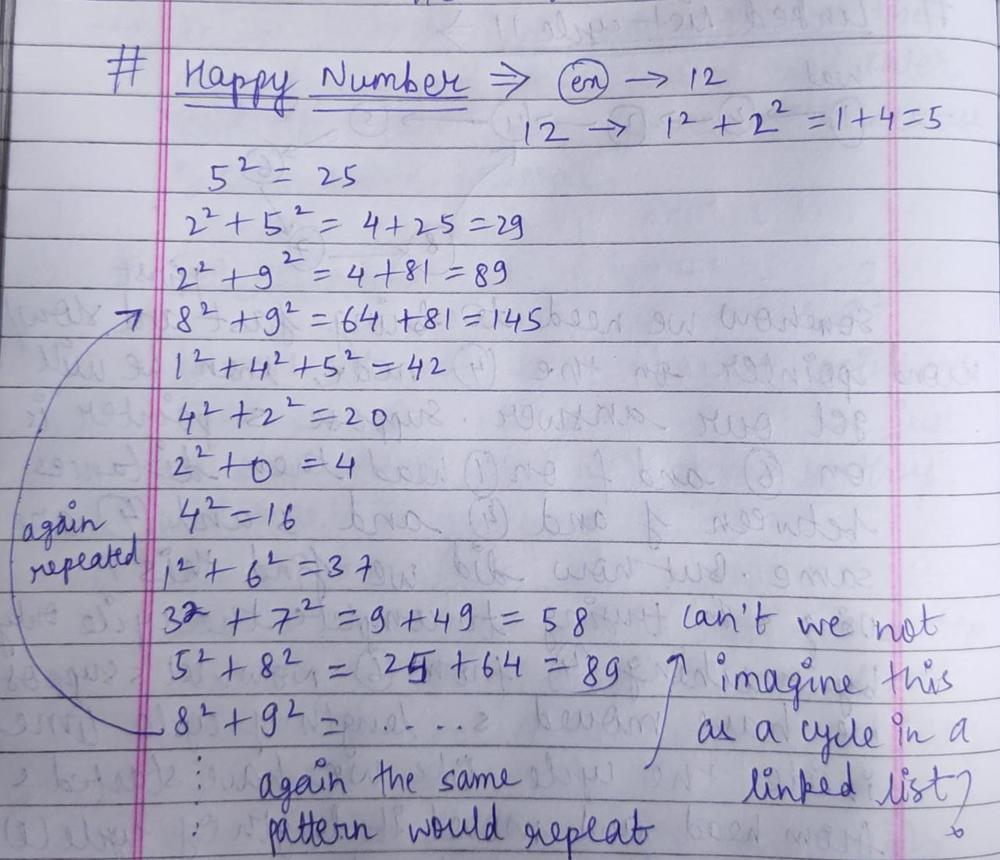 # Happy Number ⇒ (en) → 12
12 → 1² + 2² = 1+4=5
5² = 25
2² + 5² = 4+25=29
2² + 9² = 4+81=89
8² + 9² = 64+81=145
1² + 4² + 5² = 42
4² + 2² = 20
2² + 0 = 4
4² = 16
again
repeated
1² + 6² = 37
3² + 7² = 9+49 = 58
5² + 8² = 25+64 = 89
8² + 9² = .....
again the same
pattern would repeat
can't we not
imagine this
as a cycle in a
linked list?